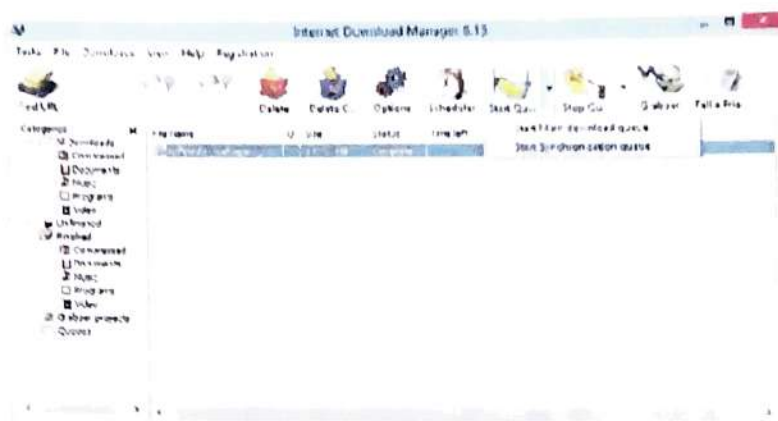 Internet Download Manager 6.15
Tasks File Downloads View Help Registration
Add URL
Delete Delete C... Options Scheduler Start Qu... Stop Qu... Grabber Tell a Frie...
Start Main download queue
Start Synchronization queue
Categories
File Name Q Size Status Time left
Complete
All Downloads
Compressed
Documents
Music
Programs
Video
Unfinished
Finished
Compressed
Documents
Music
Programs
Video
Grabber projects
Queues